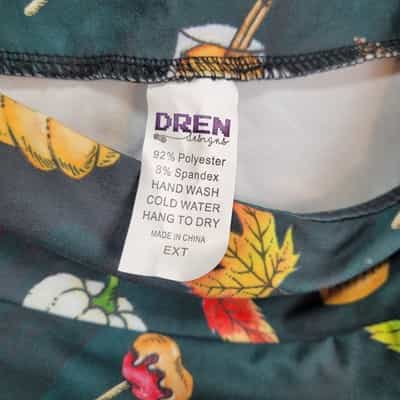 DREN
designs
92% Polyester
8% Spandex
HAND WASH
COLD WATER
HANG TO DRY
MADE IN CHINA
EXT